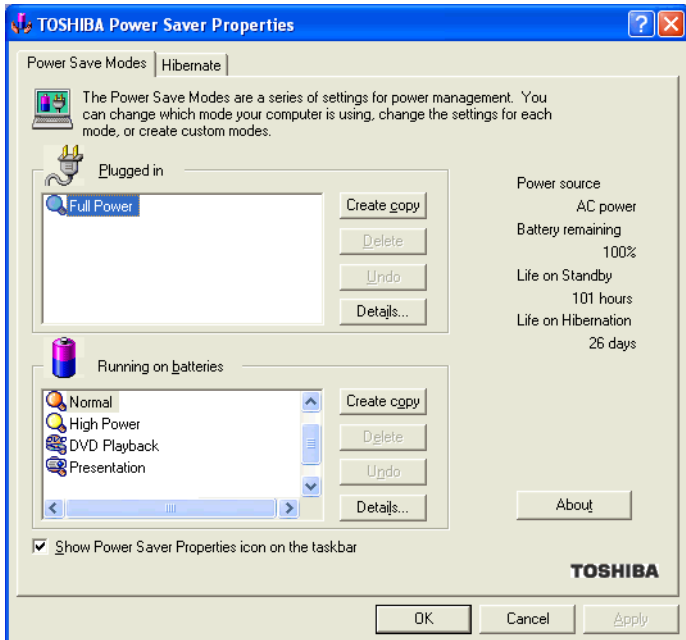 TOSHIBA Power Saver Properties
Power Save Modes
Hibernate
The Power Save Modes are a series of settings for power management. You
can change which mode your computer is using, change the settings for each
mode, or create custom modes.
Plugged in
Full Power
Create copy
Delete
Undo
Details...
Power source
AC power
Battery remaining
100%
Life on Standby
101 hours
Life on Hibernation
26 days
Running on batteries
Normal
High Power
DVD Playback
Presentation
Create copy
Delete
Undo
Details...
About
Show Power Saver Properties icon on the taskbar
TOSHIBA
OK
Cancel
Apply